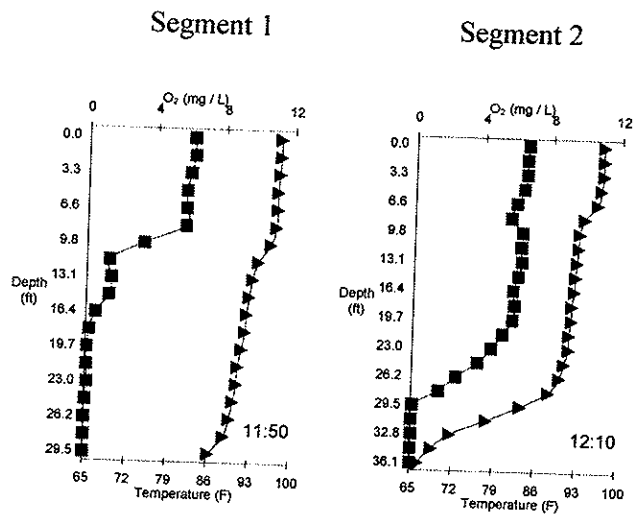 Segment 1
O₂ (mg / L)
0 4 8 12
0.0
3.3
6.6
9.8
13.1
16.4
19.7
23.0
26.2
29.5
Depth
(ft)
11:50
65 72 79 86 93 100
Temperature (F)
Segment 2
O₂ (mg / L)
0 4 8 12
0.0
3.3
6.6
9.8
13.1
16.4
19.7
23.0
26.2
29.5
32.8
36.1
Depth
(ft)
12:10
65 72 79 86 93 100
Temperature (F)